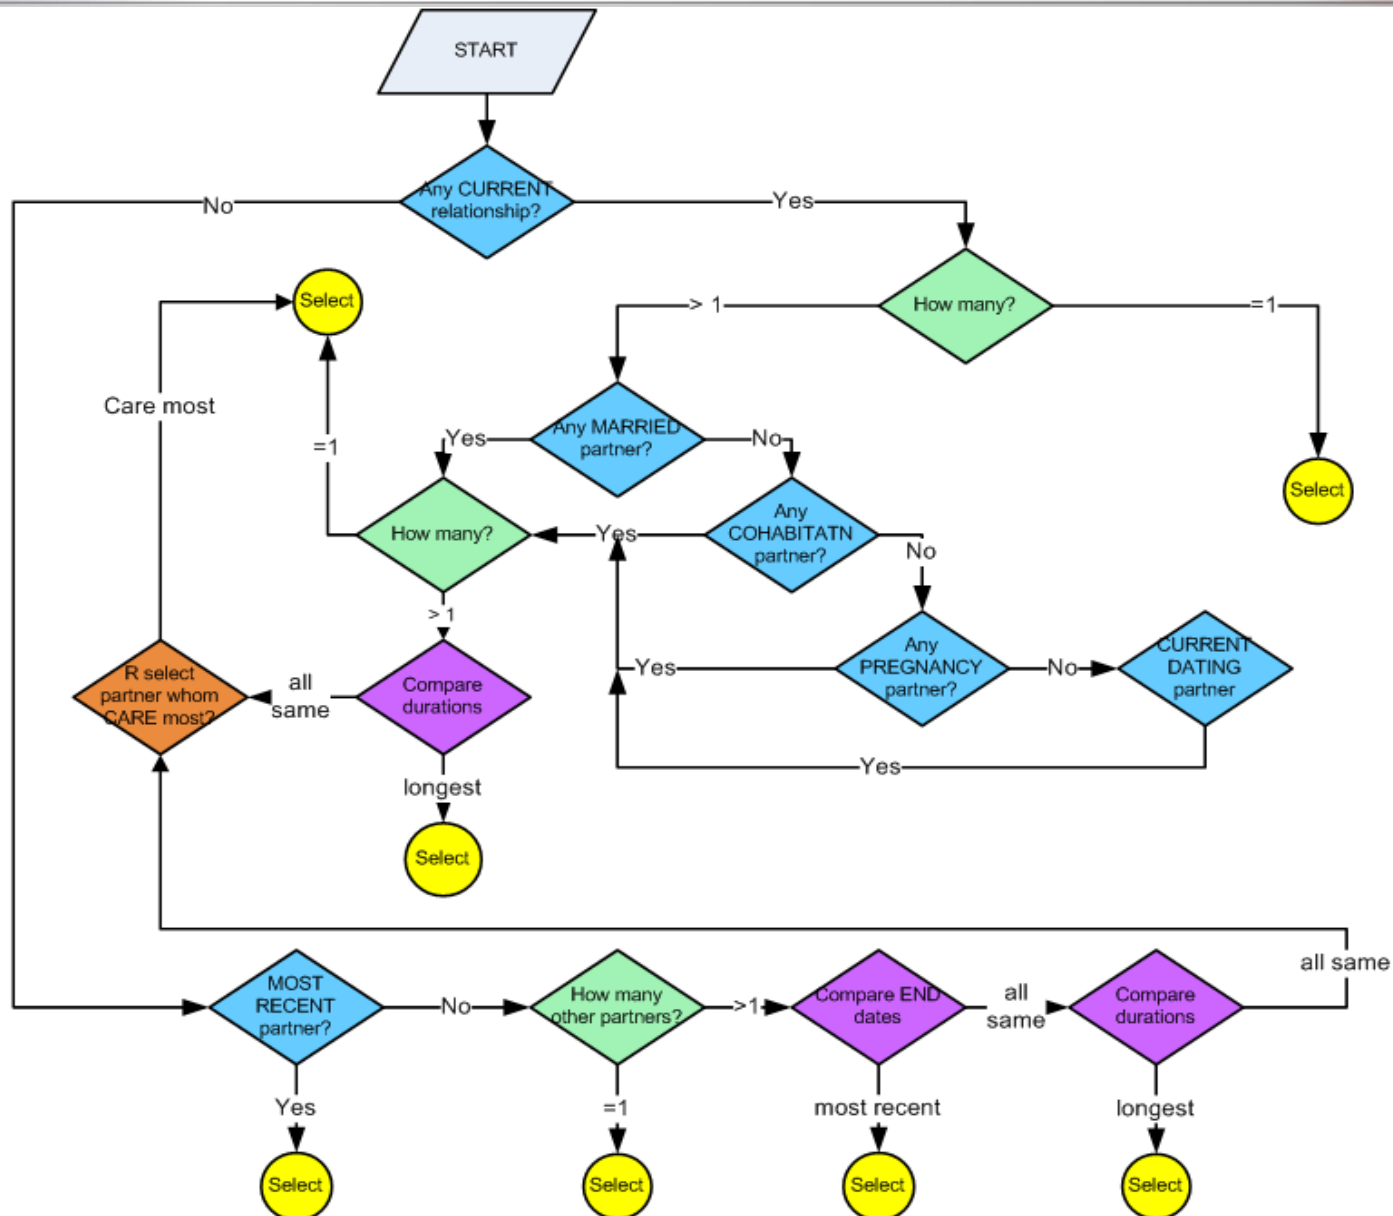 START
Any CURRENT
relationship?
No
Yes
Select
How many?
> 1
=1
Care most
Any MARRIED
partner?
Yes
No
=1
Select
How many?
Yes
Any
COHABITATN
partner?
No
> 1
R select
partner whom
CARE most?
all
same
Compare
durations
Yes
Any
PREGNANCY
partner?
No
CURRENT
DATING
partner
Yes
longest
Select
all same
MOST
RECENT
partner?
No
How many
other partners?
>1
Compare END
dates
all
same
Compare
durations
Yes
=1
most recent
longest
Select
Select
Select
Select